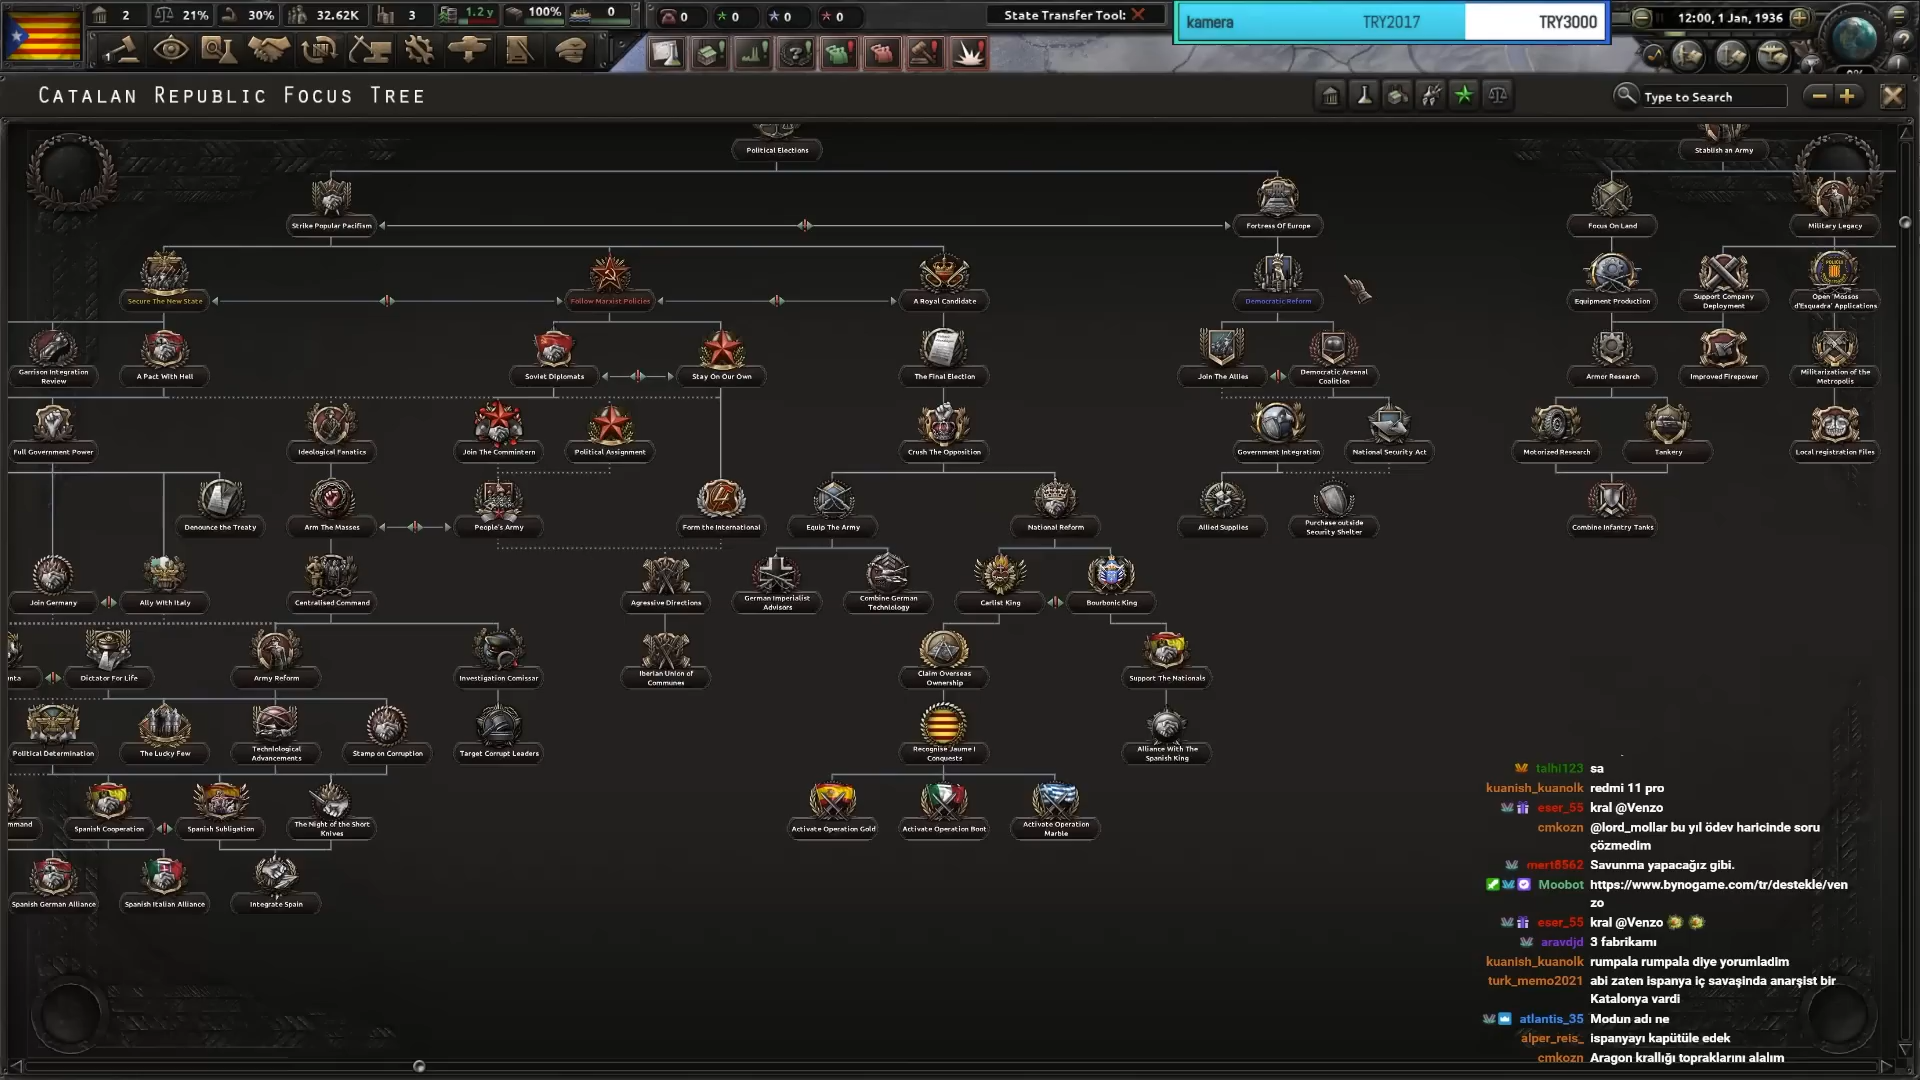 2
21%
30%
32.62K
3
1.2 y
100%
0
0
0
0
0
State Transfer Tool:
kamera
TRY2017
TRY3000
12:00, 1 Jan, 1936
1
Catalan Republic Focus Tree
Type to Search
Political Elections
Stablish an Army
Strike Popular Pacifism
Fortress Of Europe
Focus On Land
Military Legacy
Secure The New State
Follow Marxist Policies
A Royal Candidate
Democratic Reform
Equipment Production
Support Company
Deployment
Open 'Mossos
d'Esquadra' Applications
Garrison Integration
Review
A Pact With Hell
Soviet Diplomats
Stay On Our Own
The Final Election
Join The Allies
Democratic Arsenal
Coalition
Armor Research
Improved Firepower
Militarization of the
Metropolis
Full Government Power
Ideological Fanatics
Join The Commintern
Political Assignment
Crush The Opposition
Government Integration
National Security Act
Motorized Research
Tankery
Local registration Files
Denounce the Treaty
Arm The Masses
People's Army
Form the International
Equip The Army
National Reform
Allied Supplies
Purchase outside
Security Shelter
Combine Infantry Tanks
Join Germany
Ally With Italy
Centralised Command
Agressive Directions
German Imperialist
Advisors
Combine German
Techniology
Carlist King
Bourbonic King
unta
Dictator For Life
Army Reform
Investigation Comissar
Iberian Union of
Communes
Claim Overseas
Ownership
Support The Nationals
Political Determination
The Lucky Few
Techniological
Advancements
Stamp on Corruption
Target Corrupt Leaders
Recognise Jaume I
Conquests
Alliance With The
Spanish King
mmand
Spanish Cooperation
Spanish Subligation
The Night of the Short
Knives
Activate Operation Gold
Activate Operation Boot
Activate Operation
Marble
Spanish German Alliance
Spanish Italian Alliance
Integrate Spain
talhi123 sa
kuanish_kuanolk redmi 11 pro
eser_55 kral @Venzo
cmkozn @lord_mollar bu yıl ödev haricinde soru
çözmedim
mert8562 Savunma yapacağız gibi.
Moobot https://www.bynogame.com/tr/destekle/ven
zo
eser_55 kral @Venzo
aravdjd 3 fabrikamı
kuanish_kuanolk rumpala rumpala diye yorumladim
turk_memo2021 abi zaten ispanya iç savaşinda anarşist bir
Katalonya vardi
atlantis_35 Modun adı ne
alper_reis_ ispanyayı kapütüle edek
cmkozn Aragon krallığı topraklarını alalım